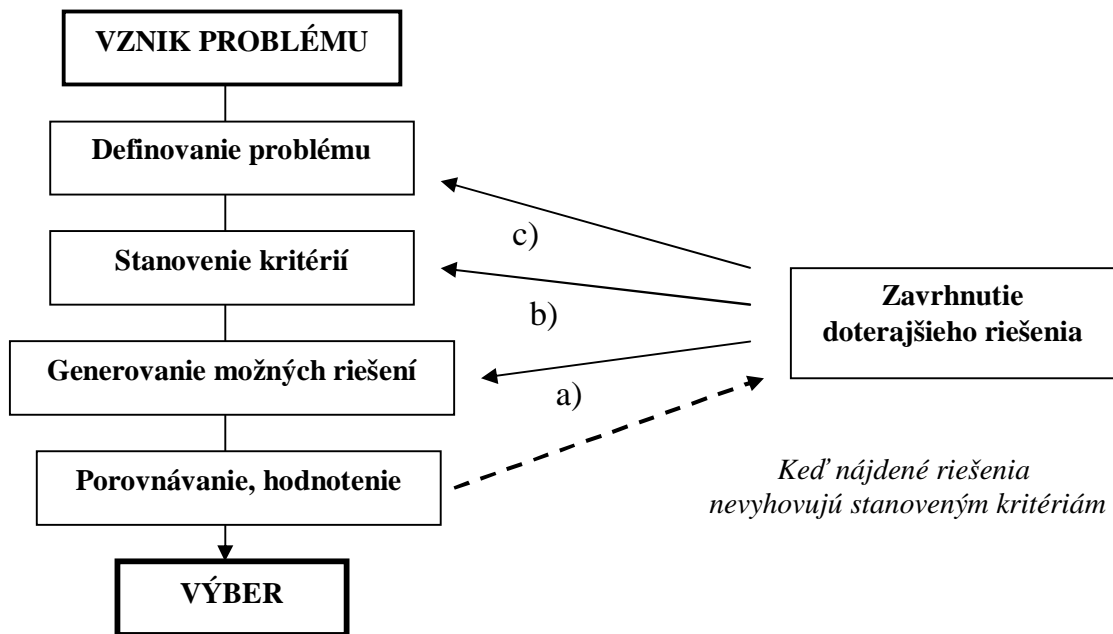 VZNIK PROBLÉMU
Definovanie problému
c)
Stanovenie kritérií
b)
Zavrhnutie
doterajšieho riešenia
Generovanie možných riešení
a)
Porovnávanie, hodnotenie
Keď nájdené riešenia
nevyhovujú stanoveným kritériám
VÝBER